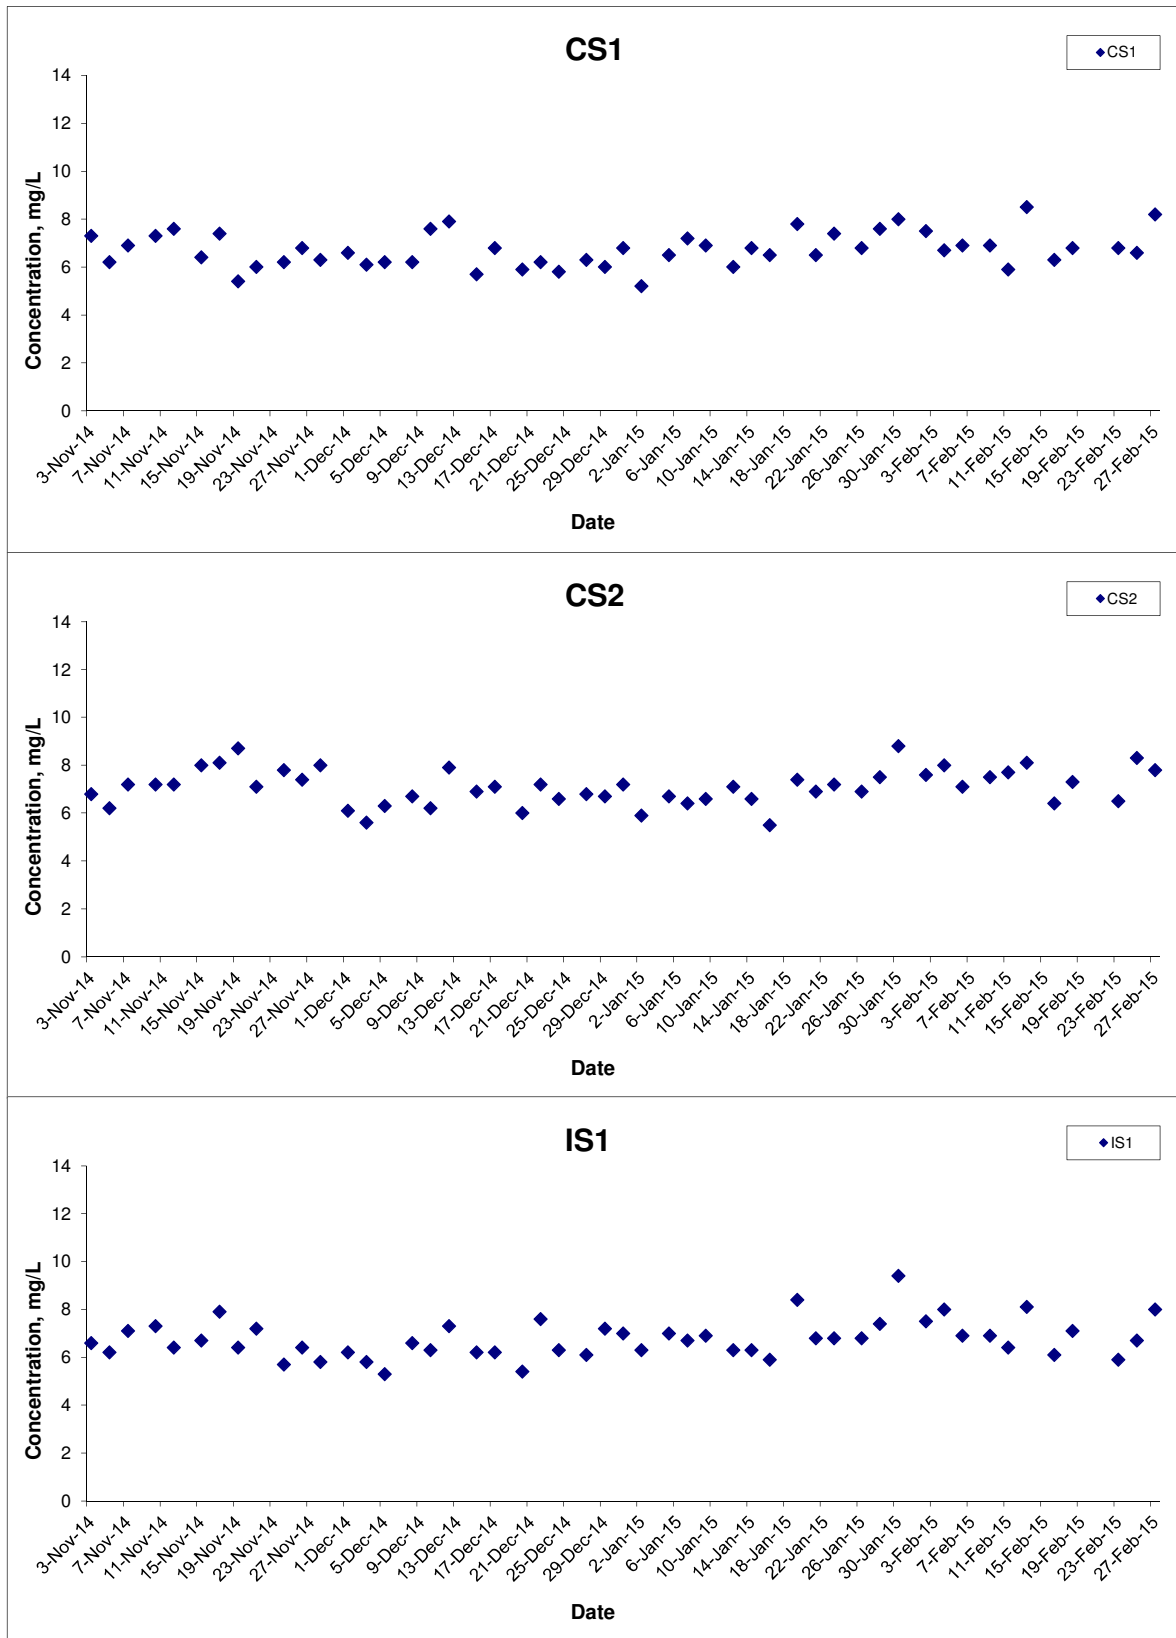 CS1
CS1
14
12
10
8
6
4
2
0
Concentration, mg/L
3-Nov-14
7-Nov-14
11-Nov-14
15-Nov-14
19-Nov-14
23-Nov-14
27-Nov-14
1-Dec-14
5-Dec-14
9-Dec-14
13-Dec-14
17-Dec-14
21-Dec-14
25-Dec-14
29-Dec-14
2-Jan-15
6-Jan-15
10-Jan-15
14-Jan-15
18-Jan-15
22-Jan-15
26-Jan-15
30-Jan-15
3-Feb-15
7-Feb-15
11-Feb-15
15-Feb-15
19-Feb-15
23-Feb-15
27-Feb-15
Date
CS2
CS2
14
12
10
8
6
4
2
0
Concentration, mg/L
3-Nov-14
7-Nov-14
11-Nov-14
15-Nov-14
19-Nov-14
23-Nov-14
27-Nov-14
1-Dec-14
5-Dec-14
9-Dec-14
13-Dec-14
17-Dec-14
21-Dec-14
25-Dec-14
29-Dec-14
2-Jan-15
6-Jan-15
10-Jan-15
14-Jan-15
18-Jan-15
22-Jan-15
26-Jan-15
30-Jan-15
3-Feb-15
7-Feb-15
11-Feb-15
15-Feb-15
19-Feb-15
23-Feb-15
27-Feb-15
Date
IS1
IS1
14
12
10
8
6
4
2
0
Concentration, mg/L
3-Nov-14
7-Nov-14
11-Nov-14
15-Nov-14
19-Nov-14
23-Nov-14
27-Nov-14
1-Dec-14
5-Dec-14
9-Dec-14
13-Dec-14
17-Dec-14
21-Dec-14
25-Dec-14
29-Dec-14
2-Jan-15
6-Jan-15
10-Jan-15
14-Jan-15
18-Jan-15
22-Jan-15
26-Jan-15
30-Jan-15
3-Feb-15
7-Feb-15
11-Feb-15
15-Feb-15
19-Feb-15
23-Feb-15
27-Feb-15
Date